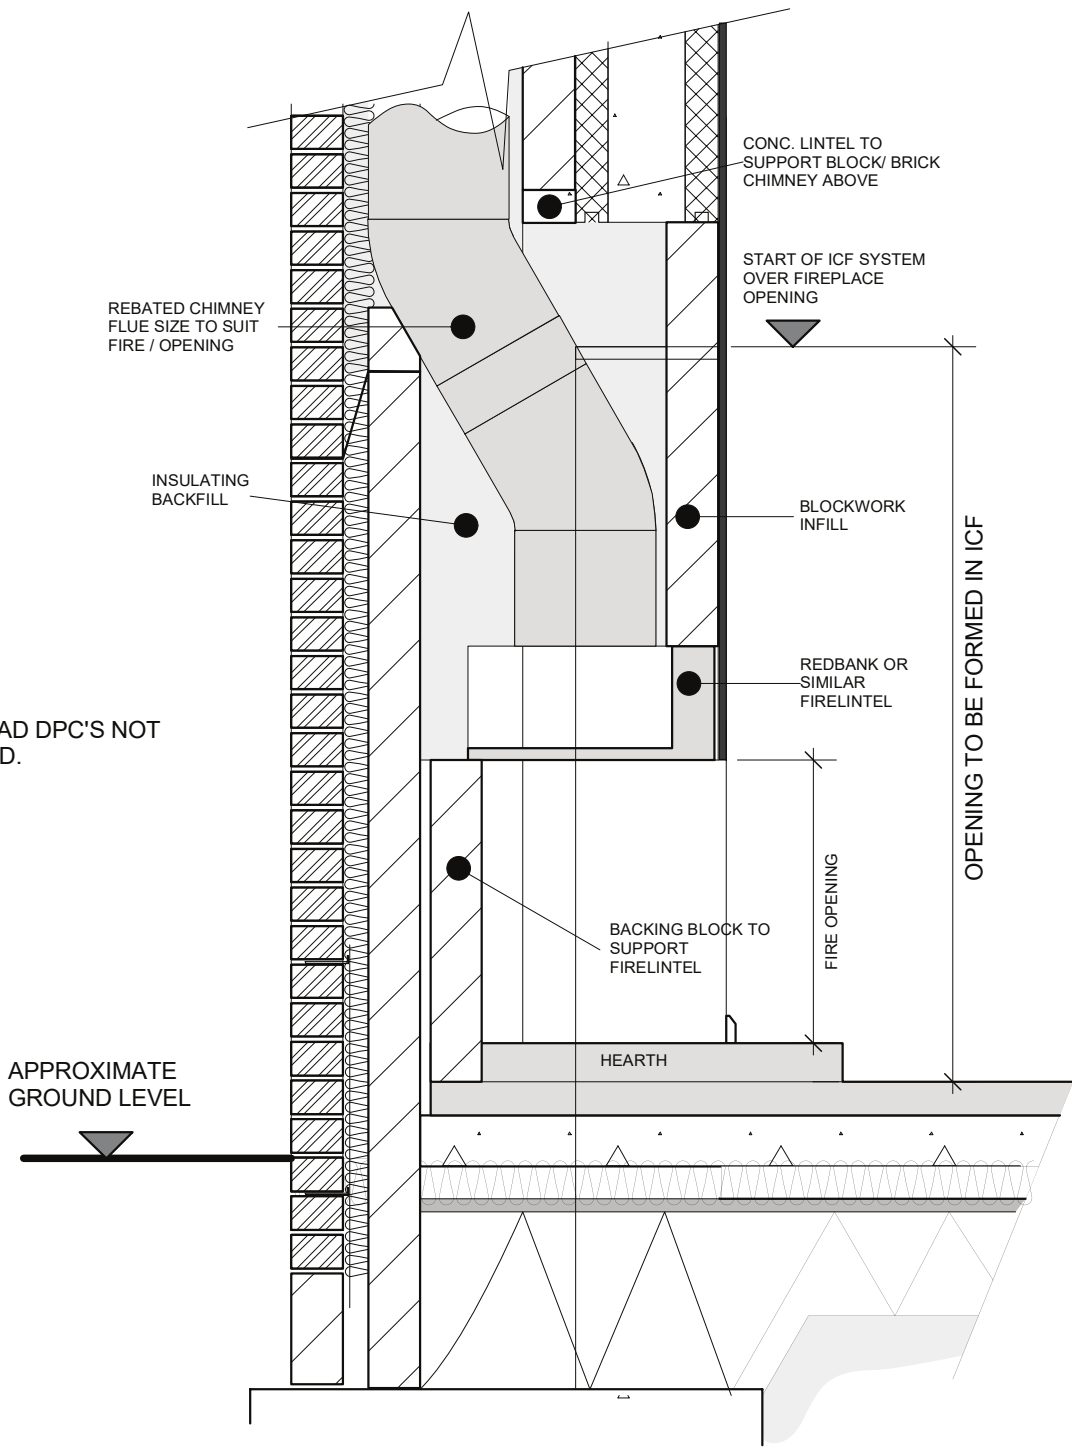 CONC. LINTEL TO
SUPPORT BLOCK/ BRICK
CHIMNEY ABOVE
START OF ICF SYSTEM
OVER FIREPLACE
OPENING
REBATED CHIMNEY
FLUE SIZE TO SUIT
FIRE / OPENING
INSULATING
BACKFILL
BLOCKWORK
INFILL
OPENING TO BE FORMED IN ICF
REDBANK OR
SIMILAR
FIRELINTEL
DPC'S NOT
FIRE OPENING
BACKING BLOCK TO
SUPPORT
FIRELINTEL
HEARTH
APPROXIMATE
GROUND LEVEL